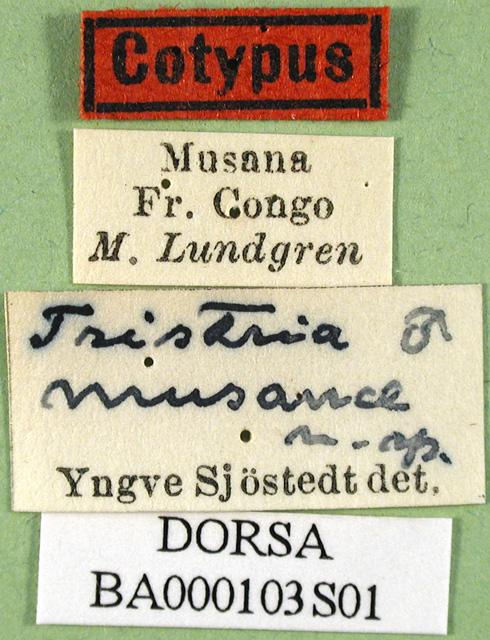 Cotypus
Musana
Fr. Congo
M. Lundgren
Tristria ♂
musanae
n. sp.
Yngve Sjöstedt det.
DORSA
BA000103S01